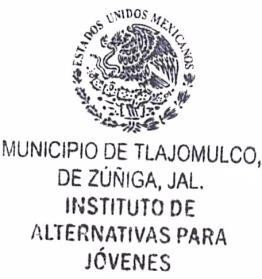 ESTADOS UNIDOS MEXICANOS
MUNICIPIO DE TLAJOMULCO,
DE ZÚÑIGA, JAL.
INSTITUTO DE
ALTERNATIVAS PARA
JÓVENES